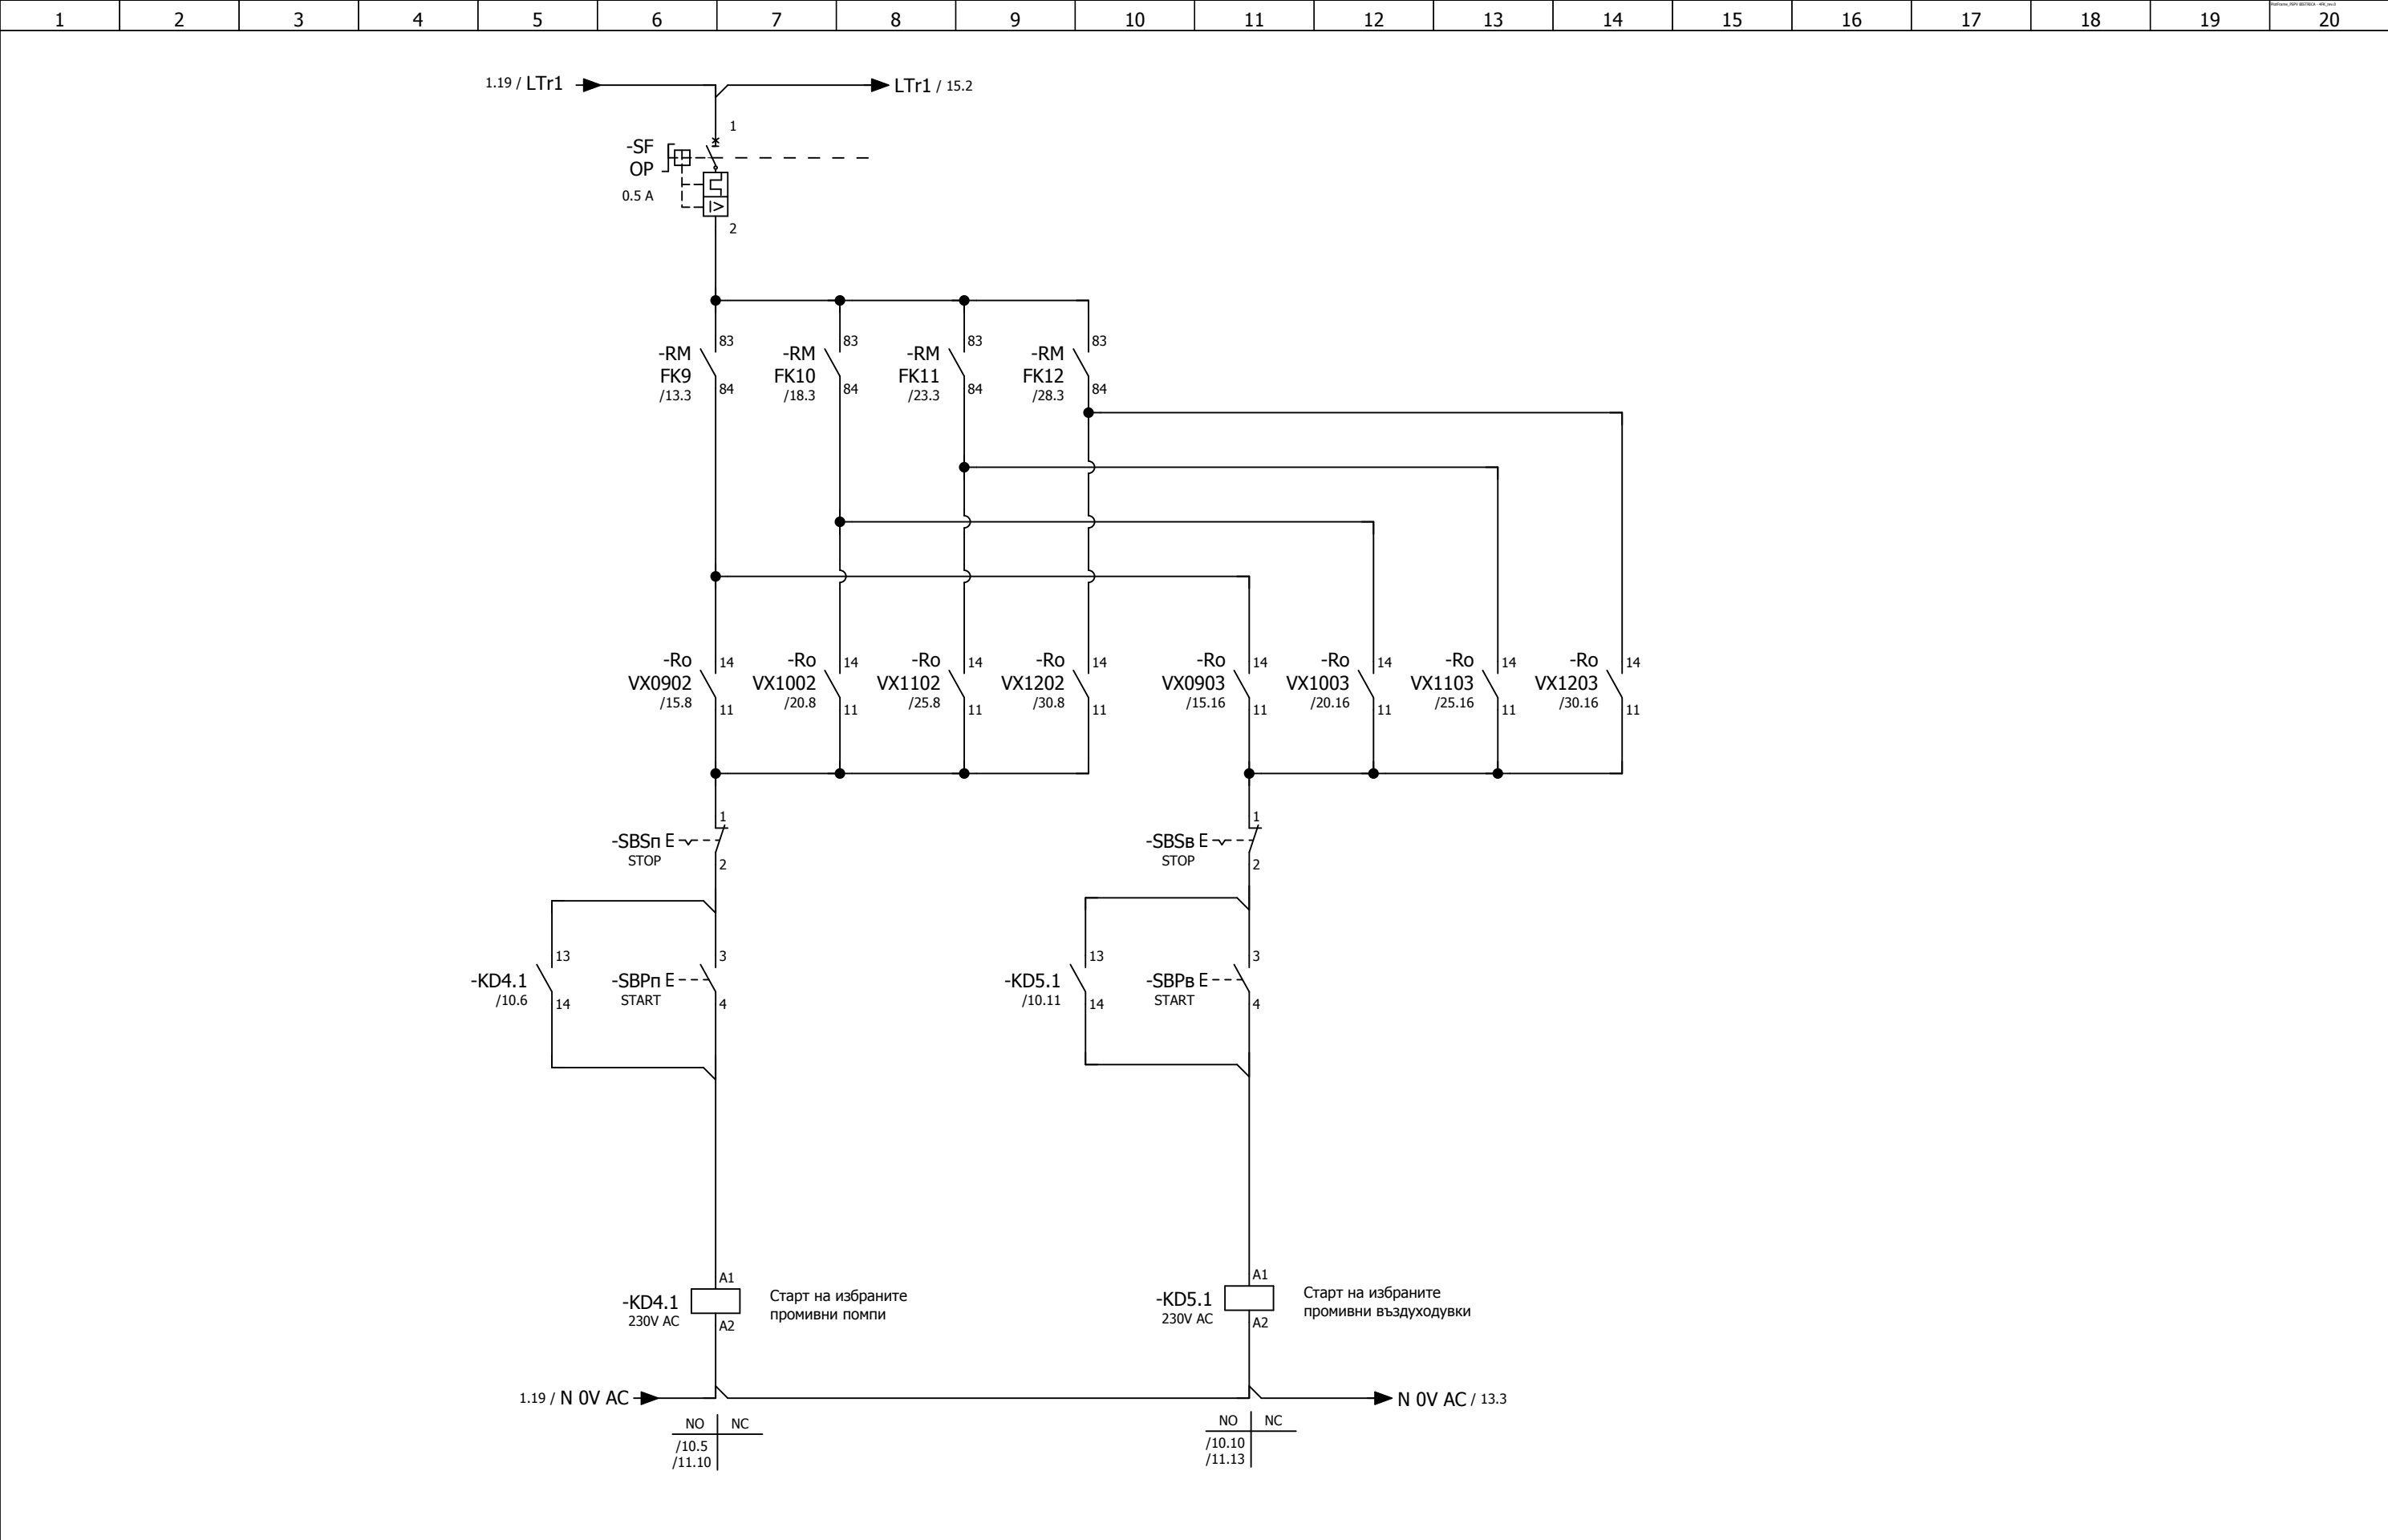 1 2 3 4 5 6 7 8 9 10 11 12 13 14 15 16 17 18 19 20
1.19 / LTr1
LTr1 / 15.2
1
-SF
OP
0.5 A
2
83 83 83 83
-RM -RM -RM -RM
FK9 FK10 FK11 FK12
/13.3 /18.3 /23.3 /28.3
84 84 84 84
-Ro -Ro -Ro -Ro -Ro -Ro -Ro -Ro
14 14 14 14 14 14 14 14
VX0902 VX1002 VX1102 VX1202 VX0903 VX1003 VX1103 VX1203
/15.8 /20.8 /25.8 /30.8 /15.16 /20.16 /25.16 /30.16
11 11 11 11 11 11 11 11
1 1
-SBSп E -SBSв E
STOP STOP
2 2
13 3 13 3
-KD4.1 -SBPп E -KD5.1 -SBPв E
/10.6 START /10.11 START
14 4 14 4
A1 A1
-KD4.1 Старт на избраните -KD5.1 Старт на избраните
230V AC промивни помпи 230V AC промивни въздуходувки
A2 A2
1.19 / N 0V AC
N 0V AC / 13.3
NO NC NO NC
/10.5 /10.10
/11.10 /11.13